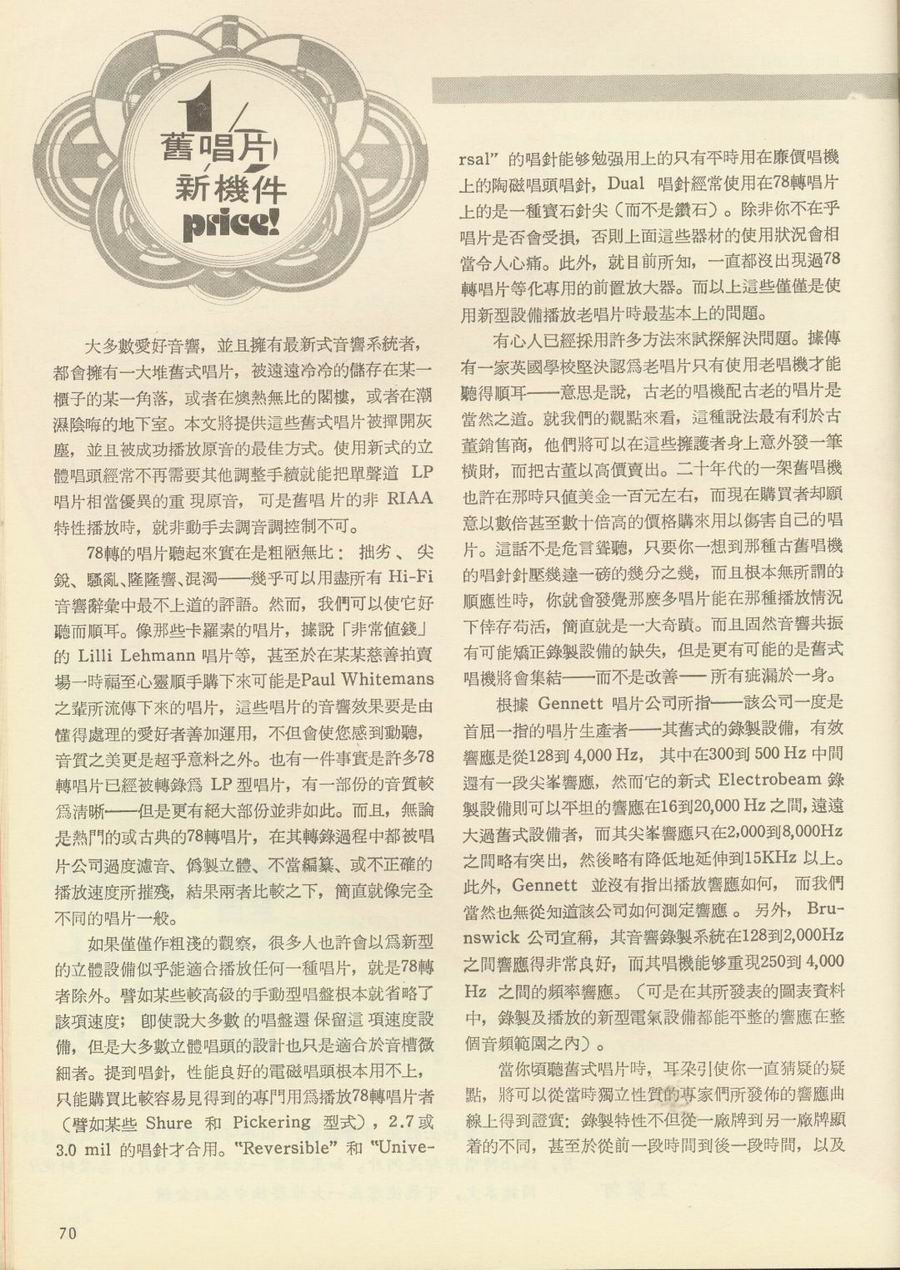 1/
舊唱片
新機件
price!
大多數愛好音響，並且擁有最新式音響系統者，
都會擁有一大堆舊式唱片，被遠遠冷冷的儲存在某一
櫃子的某一角落，或者在燠熱無比的閣樓，或者在潮
濕陰晦的地下室。本文將提供這些舊式唱片被撣開灰
塵，並且被成功播放原音的最佳方式。使用新式的立
體唱頭經常不再需要其他調整手續就能把單聲道 LP
唱片相當優異的重現原音，可是舊唱片的非 RIAA
特性播放時，就非動手去調音調控制不可。
78轉的唱片聽起來實在是粗陋無比：拙劣、尖
銳、騷亂、隆隆響、混濁——幾乎可以用盡所有 Hi-Fi
音響辭彙中最不上道的評語。然而，我們可以使它好
聽而順耳。像那些卡羅素的唱片，據說「非常值錢」
的 Lilli Lehmann 唱片等，甚至於在某某慈善拍賣
場一時福至心靈順手購下來可能是Paul Whitemans
之輩所流傳下來的唱片，這些唱片的音響效果要是由
懂得處理的愛好者善加運用，不但會使您感到動聽，
音質之美更是超乎意料之外。也有一件事實是許多78
轉唱片已經被轉錄爲 LP 型唱片，有一部份的音質較
爲清晰——但是更有絕大部份並非如此。而且，無論
是熱門的或古典的78轉唱片，在其轉錄過程中都被唱
片公司過度濾音、僞製立體、不當編纂、或不正確的
播放速度所摧殘，結果兩者比較之下，簡直就像完全
不同的唱片一般。
如果僅僅作粗淺的觀察，很多人也許會以爲新型
的立體設備似乎能適合播放任何一種唱片，就是78轉
者除外。譬如某些較高級的手動型唱盤根本就省略了
該項速度；卽使說大多數的唱盤還保留這項速度設
備，但是大多數立體唱頭的設計也只是適合於音槽微
細者。提到唱針，性能良好的電磁唱頭根本用不上，
只能購買比較容易見得到的專門用爲播放78轉唱片者
（譬如某些 Shure 和 Pickering 型式），2.7或
3.0 mil 的唱針才合用。“Reversible” 和 “Unive-
rsal” 的唱針能够勉强用上的只有平時用在廉價唱機
上的陶磁唱頭唱針，Dual 唱針經常使用在78轉唱片
上的是一種寶石針尖（而不是鑽石）。除非你不在乎
唱片是否會受損，否則上面這些器材的使用狀況會相
當令人心痛。此外，就目前所知，一直都沒出現過78
轉唱片等化專用的前置放大器。而以上這些僅僅是使
用新型設備播放老唱片時最基本上的問題。
有心人已經採用許多方法來試探解決問題。據傳
有一家英國學校堅決認爲老唱片只有使用老唱機才能
聽得順耳——意思是說，古老的唱機配古老的唱片是
當然之道。就我們的觀點來看，這種說法最有利於古
董銷售商，他們將可以在這些擁護者身上意外發一筆
橫財，而把古董以高價賣出。二十年代的一架舊唱機
也許在那時只值美金一百元左右，而現在購買者却願
意以數倍甚至數十倍高的價格購來用以傷害自己的唱
片。這話不是危言聳聽，只要你一想到那種古舊唱機
的唱針針壓幾達一磅的幾分之幾，而且根本無所謂的
順應性時，你就會發覺那麼多唱片能在那種播放情況
下倖存苟活，簡直就是一大奇蹟。而且固然音響共振
有可能矯正錄製設備的缺失，但是更有可能的是舊式
唱機將會集結——而不是改善——所有疵漏於一身。
根據 Gennett 唱片公司所指——該公司一度是
首屈一指的唱片生產者——其舊式的錄製設備，有效
響應是從128到 4,000 Hz，其中在300到 500 Hz 中間
還有一段尖峯響應，然而它的新式 Electrobeam 錄
製設備則可以平坦的響應在16到20,000 Hz 之間，遠遠
大過舊式設備者，而其尖峯響應只在2,000到8,000Hz
之間略有突出，然後略有降低地延伸到15KHz 以上。
此外，Gennett 並沒有指出播放響應如何，而我們
當然也無從知道該公司如何測定響應。另外，Bru-
nswick 公司宣稱，其音響錄製系統在128到2,000Hz
之間響應得非常良好，而其唱機能够重現250到 4,000
Hz 之間的頻率響應。（可是在其所發表的圖表資料
中，錄製及播放的新型電氣設備都能平整的響應在整
個音頻範圍之內）。
當你頃聽舊式唱片時，耳朶引使你一直猜疑的疑
點，將可以從當時獨立性質的專家們所發佈的響應曲
線上得到證實：錄製特性不但從一廠牌到另一廠牌顯
着的不同，甚至於從前一段時間到後一段時間，以及
70